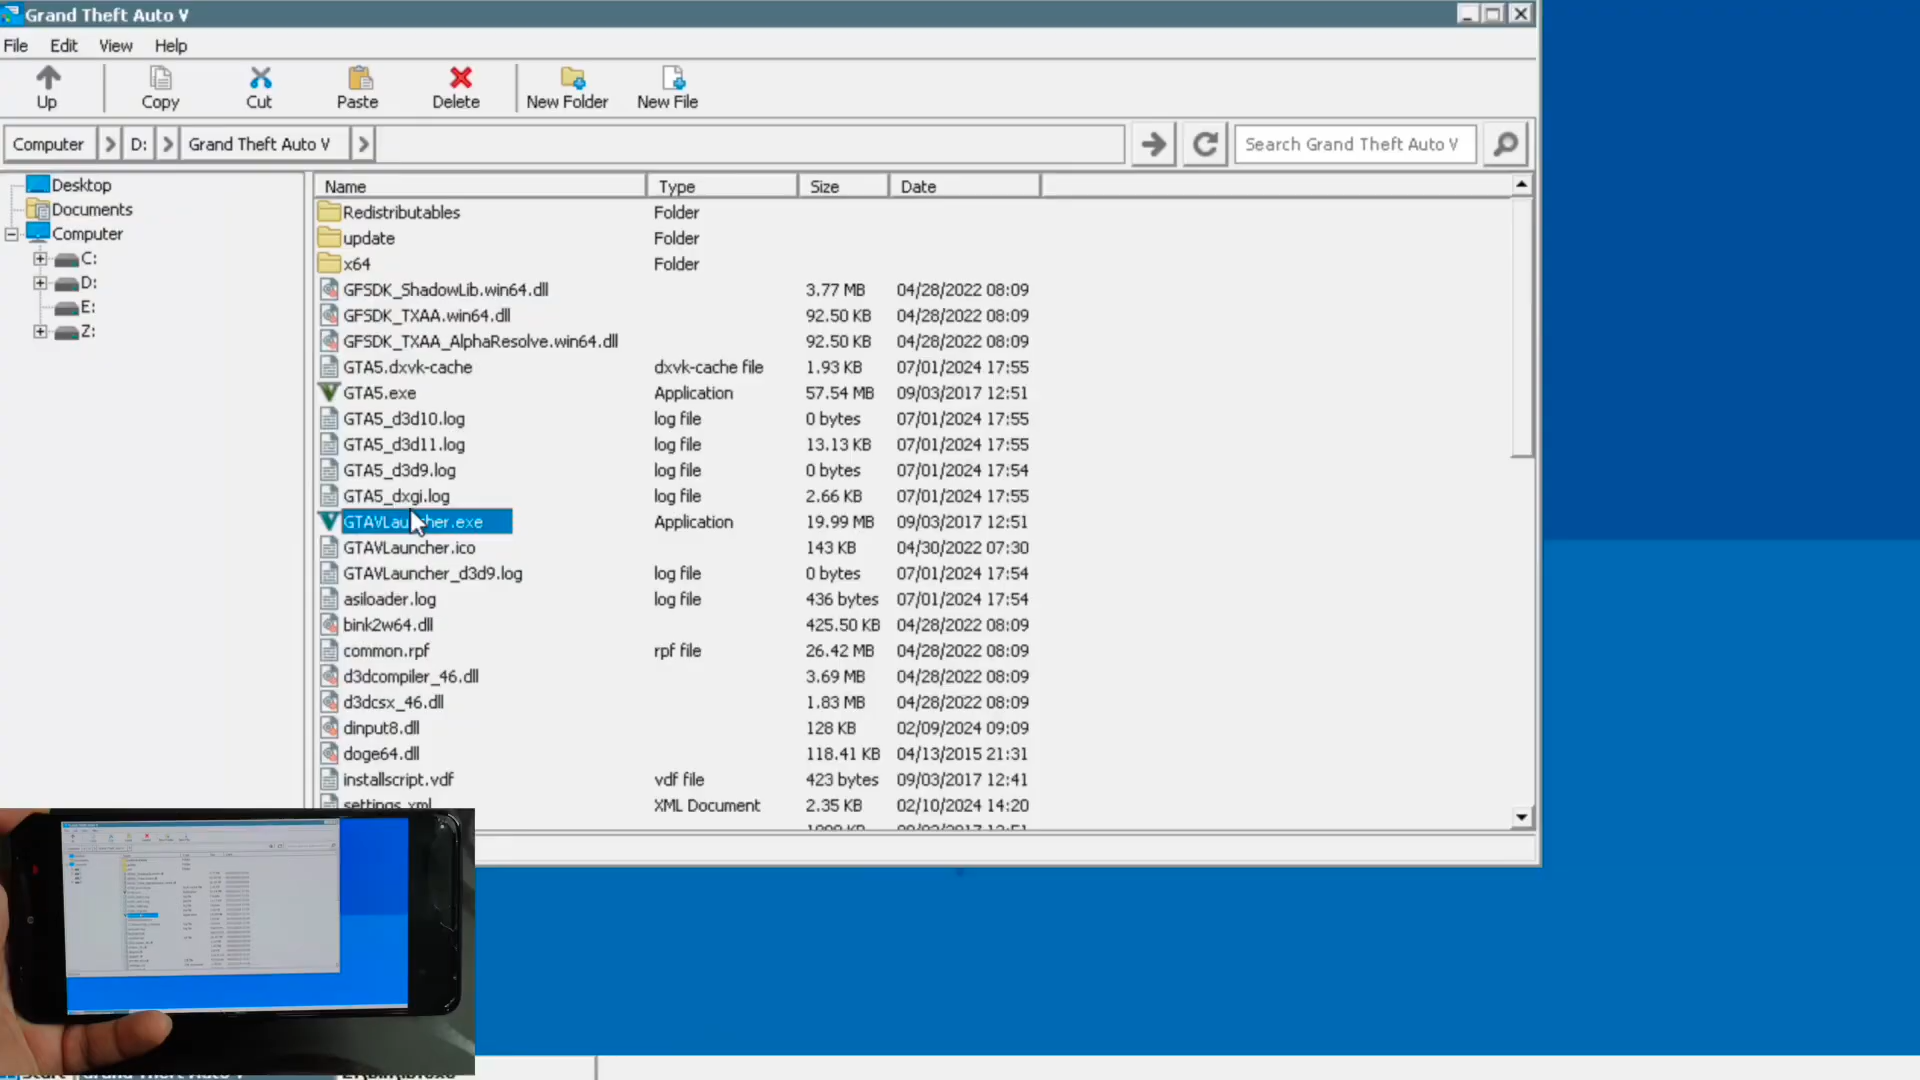 Grand Theft Auto V
File Edit View Help
Up Copy Cut Paste Delete New Folder New File
Computer D: Grand Theft Auto V Search Grand Theft Auto V
Desktop
Documents
Computer
C:
D:
E:
Z:
Name Type Size Date
Redistributables Folder
update Folder
x64 Folder
GFSDK_ShadowLib.win64.dll 3.77 MB 04/28/2022 08:09
GFSDK_TXAA.win64.dll 92.50 KB 04/28/2022 08:09
GFSDK_TXAA_AlphaResolve.win64.dll 92.50 KB 04/28/2022 08:09
GTA5.dxvk-cache dxvk-cache file 1.93 KB 07/01/2024 17:55
GTA5.exe Application 57.54 MB 09/03/2017 12:51
GTA5_d3d10.log log file 0 bytes 07/01/2024 17:55
GTA5_d3d11.log log file 13.13 KB 07/01/2024 17:55
GTA5_d3d9.log log file 0 bytes 07/01/2024 17:54
GTA5_dxgi.log log file 2.66 KB 07/01/2024 17:55
GTAVLauncher.exe Application 19.99 MB 09/03/2017 12:51
GTAVLauncher.ico 143 KB 04/30/2022 07:30
GTAVLauncher_d3d9.log log file 0 bytes 07/01/2024 17:54
asiloader.log log file 436 bytes 07/01/2024 17:54
bink2w64.dll 425.50 KB 04/28/2022 08:09
common.rpf rpf file 26.42 MB 04/28/2022 08:09
d3dcompiler_46.dll 3.69 MB 04/28/2022 08:09
d3dcsx_46.dll 1.83 MB 04/28/2022 08:09
dinput8.dll 128 KB 02/09/2024 09:09
doge64.dll 118.41 KB 04/13/2015 21:31
installscript.vdf vdf file 423 bytes 09/03/2017 12:41
settings.xml XML Document 2.35 KB 02/10/2024 14:20
Start Grand Theft Auto V